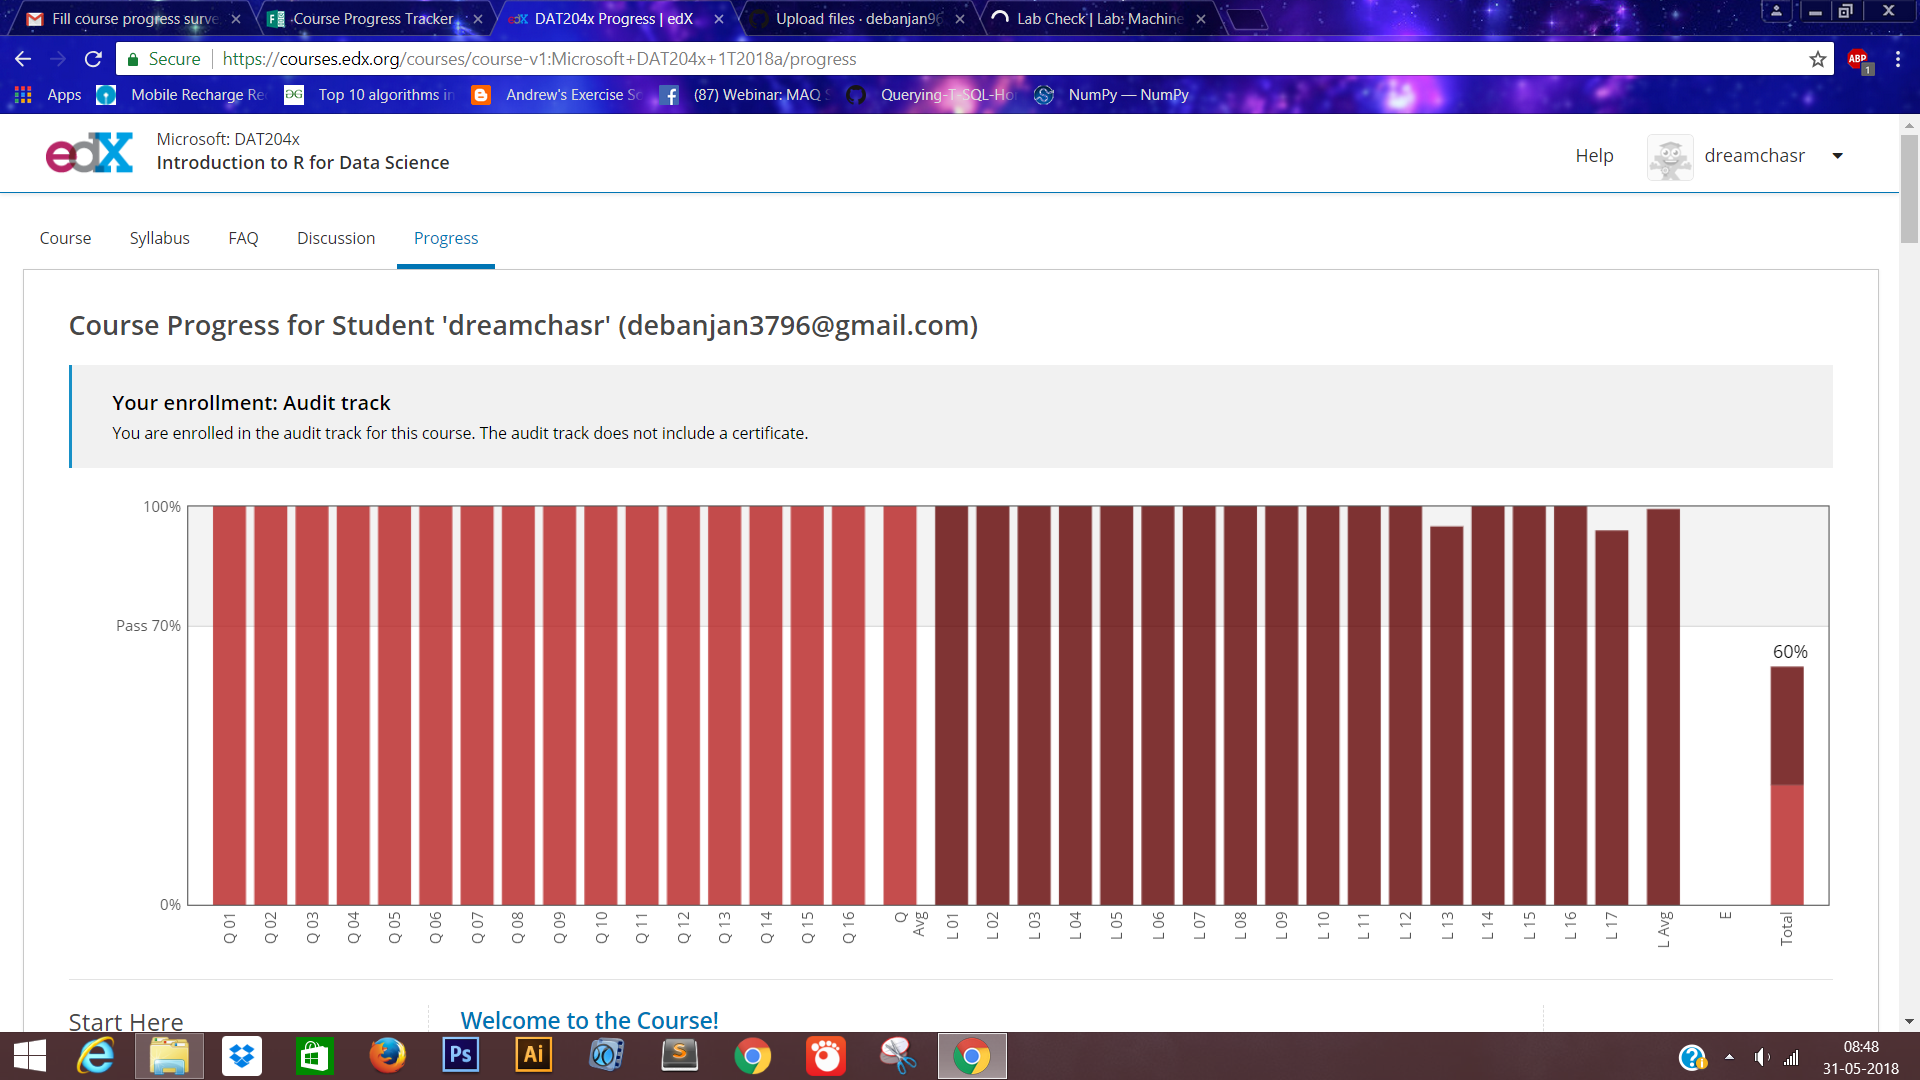 Fill course progress surve
Course Progress Tracker
DAT204x Progress | edX
Upload files · debanjan96
Lab Check | Lab: Machine
Secure
https://courses.edx.org/courses/course-v1:Microsoft+DAT204x+1T2018a/progress
ABP
1
Apps
Mobile Recharge Re
Top 10 algorithms in
Andrew's Exercise So
(87) Webinar: MAQ S
Querying-T-SQL-Ho
NumPy — NumPy
edX
Microsoft: DAT204x
Introduction to R for Data Science
Help
dreamchasr
Course
Syllabus
FAQ
Discussion
Progress
Course Progress for Student 'dreamchasr' (debanjan3796@gmail.com)
Your enrollment: Audit track
You are enrolled in the audit track for this course. The audit track does not include a certificate.
100%
Pass 70%
0%
60%
Q 01
Q 02
Q 03
Q 04
Q 05
Q 06
Q 07
Q 08
Q 09
Q 10
Q 11
Q 12
Q 13
Q 14
Q 15
Q 16
Q
Avg
L 01
L 02
L 03
L 04
L 05
L 06
L 07
L 08
L 09
L 10
L 11
L 12
L 13
L 14
L 15
L 16
L 17
L Avg
E
Total
Start Here
Welcome to the Course!
Ps
Ai
08:48
31-05-2018